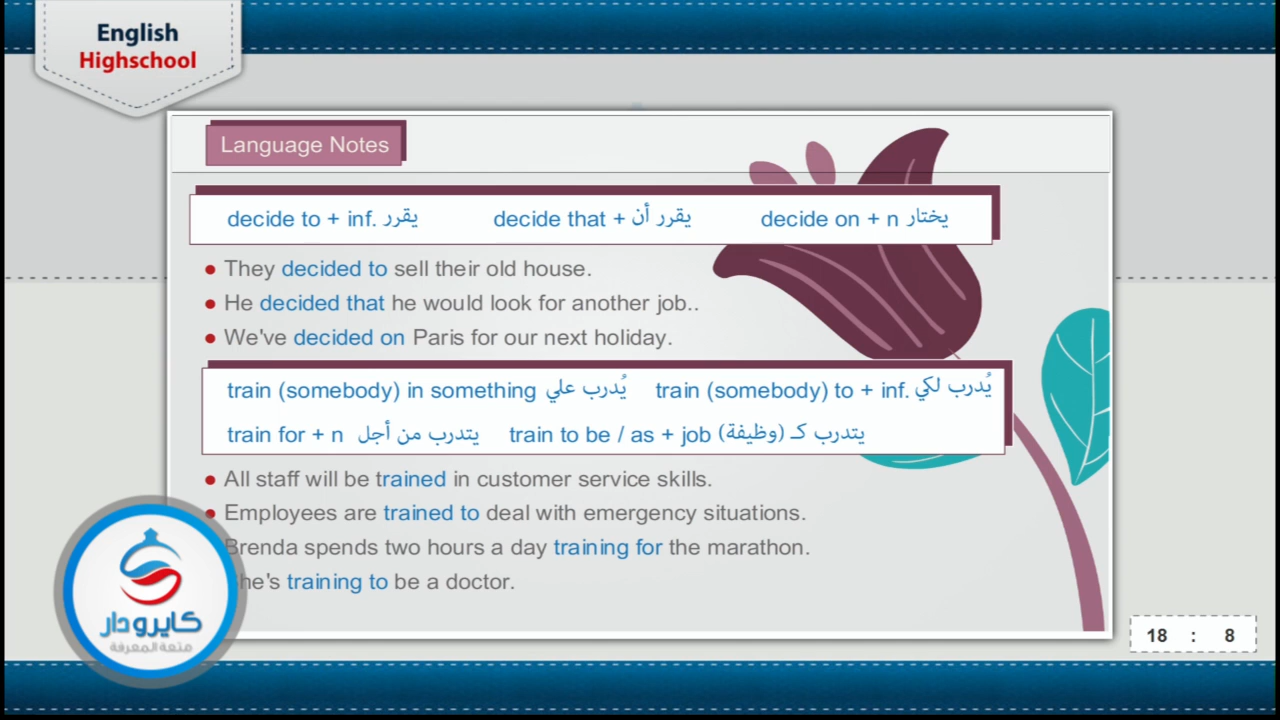 English
Highschool
Language Notes
decide to + inf. يقرر decide that + يقرر أن decide on + n يختار
They decided to sell their old house.
He decided that he would look for another job..
We've decided on Paris for our next holiday.
train (somebody) in something يُدرب علي train (somebody) to + inf. يُدرب لكي
train for + n يتدرب من أجل train to be / as + job يتدرب كـ (وظيفة)
All staff will be trained in customer service skills.
Employees are trained to deal with emergency situations.
Brenda spends two hours a day training for the marathon.
he's training to be a doctor.
كايرودار
متعة المعرفة
18 : 8